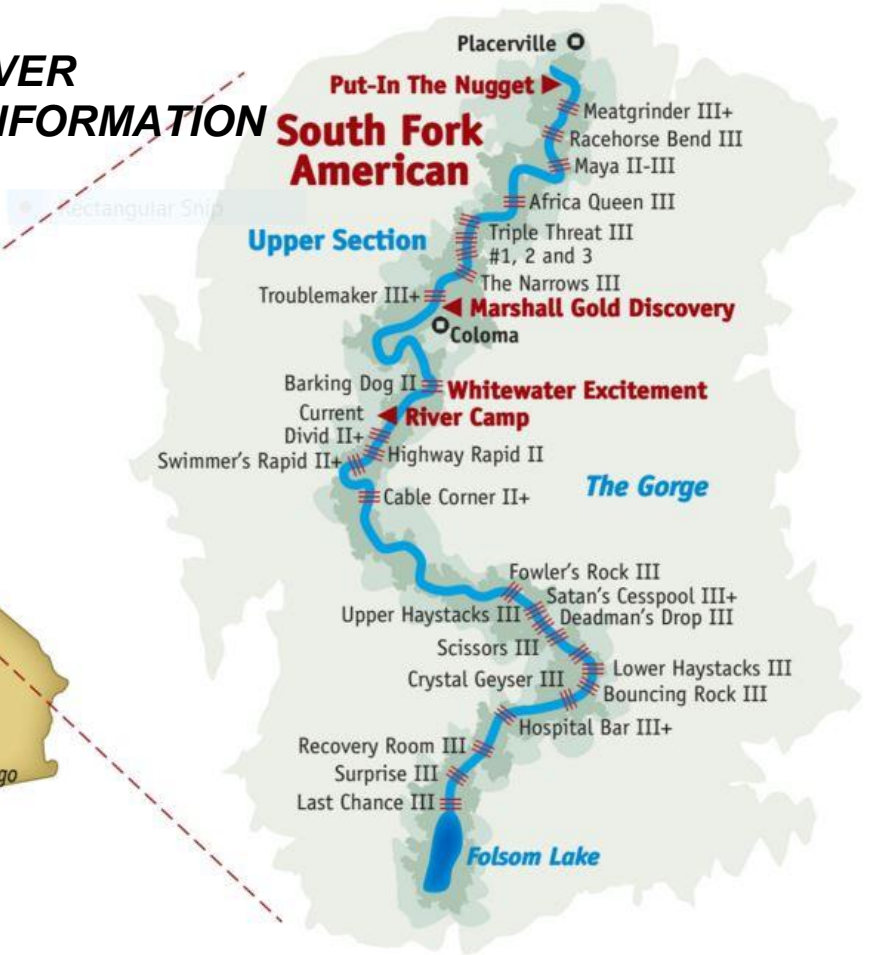 VER
NFORMATION
Rectangular Snip
Placerville
Put-In The Nugget
South Fork
American
Meatgrinder III+
Racehorse Bend III
Maya II-III
Africa Queen III
Upper Section
Triple Threat III
#1, 2 and 3
The Narrows III
Troublemaker III+
Marshall Gold Discovery
Coloma
Barking Dog II
Whitewater Excitement
River Camp
Current
Divid II+
Highway Rapid II
Swimmer's Rapid II+
The Gorge
Cable Corner II+
Fowler's Rock III
Satan's Cesspool III+
Upper Haystacks III
Deadman's Drop III
Scissors III
Lower Haystacks III
Crystal Geyser III
Bouncing Rock III
Hospital Bar III+
Recovery Room III
Surprise III
go
Last Chance III
Folsom Lake